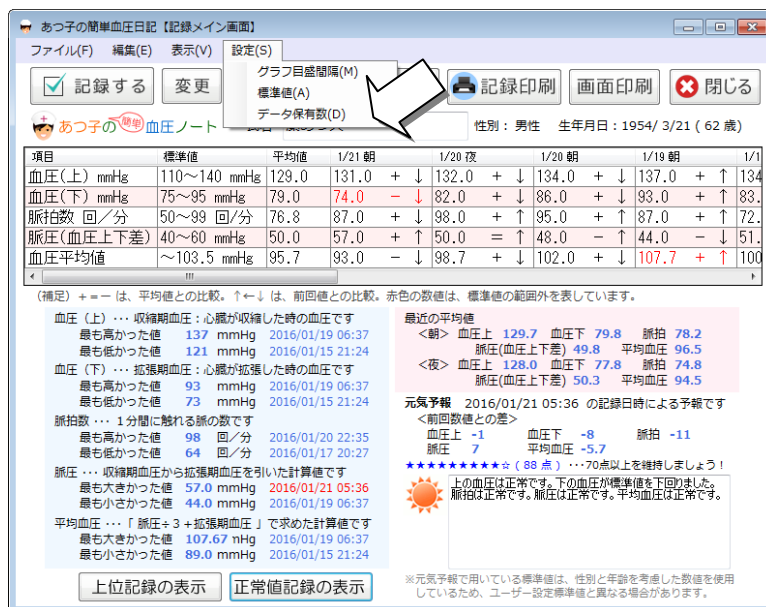 あつ子の簡単血圧日記【記録メイン画面】
ファイル(F) 編集(E) 表示(V) 設定(S)
グラフ目盛間隔(M)
標準値(A)
データ保有数(D)
記録する 変更 記録印刷 画面印刷 閉じる
あつ子の簡単血圧ノート 性別： 男性 生年月日：1954/ 3/21 ( 62 歳)
項目 標準値 平均値 1/21 朝 1/20 夜 1/20 朝 1/19 朝 1/1
血圧(上) mmHg 110～140 mmHg 129.0 131.0 + ↓ 132.0 + ↓ 134.0 + ↓ 137.0 + ↑ 134
血圧(下) mmHg 75～95 mmHg 79.0 74.0 － ↓ 82.0 + ↓ 86.0 + ↓ 93.0 + ↑ 83.
脈拍数 回／分 50～99 回/分 76.8 87.0 + ↓ 98.0 + ↑ 95.0 + ↑ 87.0 + ↑ 72.
脈圧(血圧上下差) 40～60 mmHg 50.0 57.0 + ↑ 50.0 ＝ ↑ 48.0 － ↑ 44.0 － ↓ 51.
血圧平均値 ～103.5 mmHg 95.7 93.0 － ↓ 98.7 + ↓ 102.0 + ↓ 107.7 + ↑ 100
（補足）＋＝－ は、平均値との比較。↑←↓ は、前回値との比較。赤色の数値は、標準値の範囲外を表しています。
血圧（上）･･･ 収縮期血圧：心臓が収縮した時の血圧です
最も高かった値 137 mmHg 2016/01/19 06:37
最も低かった値 121 mmHg 2016/01/15 21:24
血圧（下）･･･ 拡張期血圧：心臓が拡張した時の血圧です
最も高かった値 93 mmHg 2016/01/19 06:37
最も低かった値 73 mmHg 2016/01/15 21:24
脈拍数 ･･･ １分間に触れる脈の数です
最も高かった値 98 回／分 2016/01/20 22:35
最も低かった値 64 回／分 2016/01/17 20:27
脈圧 ･･･ 収縮期血圧から拡張期血圧を引いた計算値です
最も大きかった値 57.0 mmHg 2016/01/21 05:36
最も小さかった値 44.0 mmHg 2016/01/19 06:37
平均血圧 ･･･「 脈圧÷３＋拡張期血圧 」で求めた計算値です
最も大きかった値 107.67 mHg 2016/01/19 06:37
最も小さかった値 89.0 mmHg 2016/01/15 21:24
上位記録の表示 正常値記録の表示
最近の平均値
＜朝＞ 血圧上 129.7 血圧下 79.8 脈拍 78.2
脈圧(血圧上下差) 49.8 平均血圧 96.5
＜夜＞ 血圧上 128.0 血圧下 77.8 脈拍 74.8
脈圧(血圧上下差) 50.3 平均血圧 94.5
元気予報 2016/01/21 05:36 の記録日時による予報です
＜前回数値との差＞
血圧上 -1 血圧下 -8 脈拍 -11
脈圧 7 平均血圧 -5.7
★★★★★★★★★☆ ( 88 点 ) ･･･70点以上を維持しましょう！
上の血圧は正常です。下の血圧が標準値を下回りました。
脈拍は正常です。脈圧は正常です。平均血圧は正常です。
※元気予報で用いている標準値は、性別と年齢を考慮した数値を使用
しているため、ユーザー設定標準値と異なる場合があります。